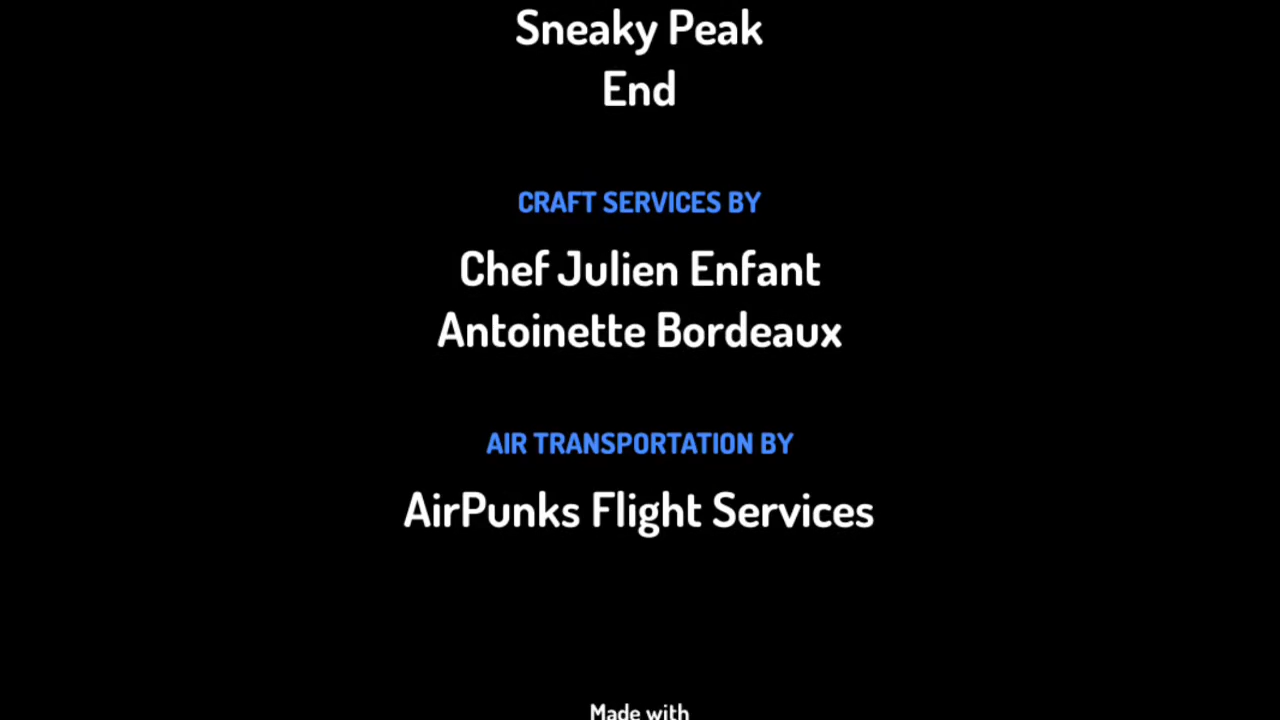 Sneaky Peak
End
CRAFT SERVICES BY
Chef Julien Enfant
Antoinette Bordeaux
AIR TRANSPORTATION BY
AirPunks Flight Services
Made with